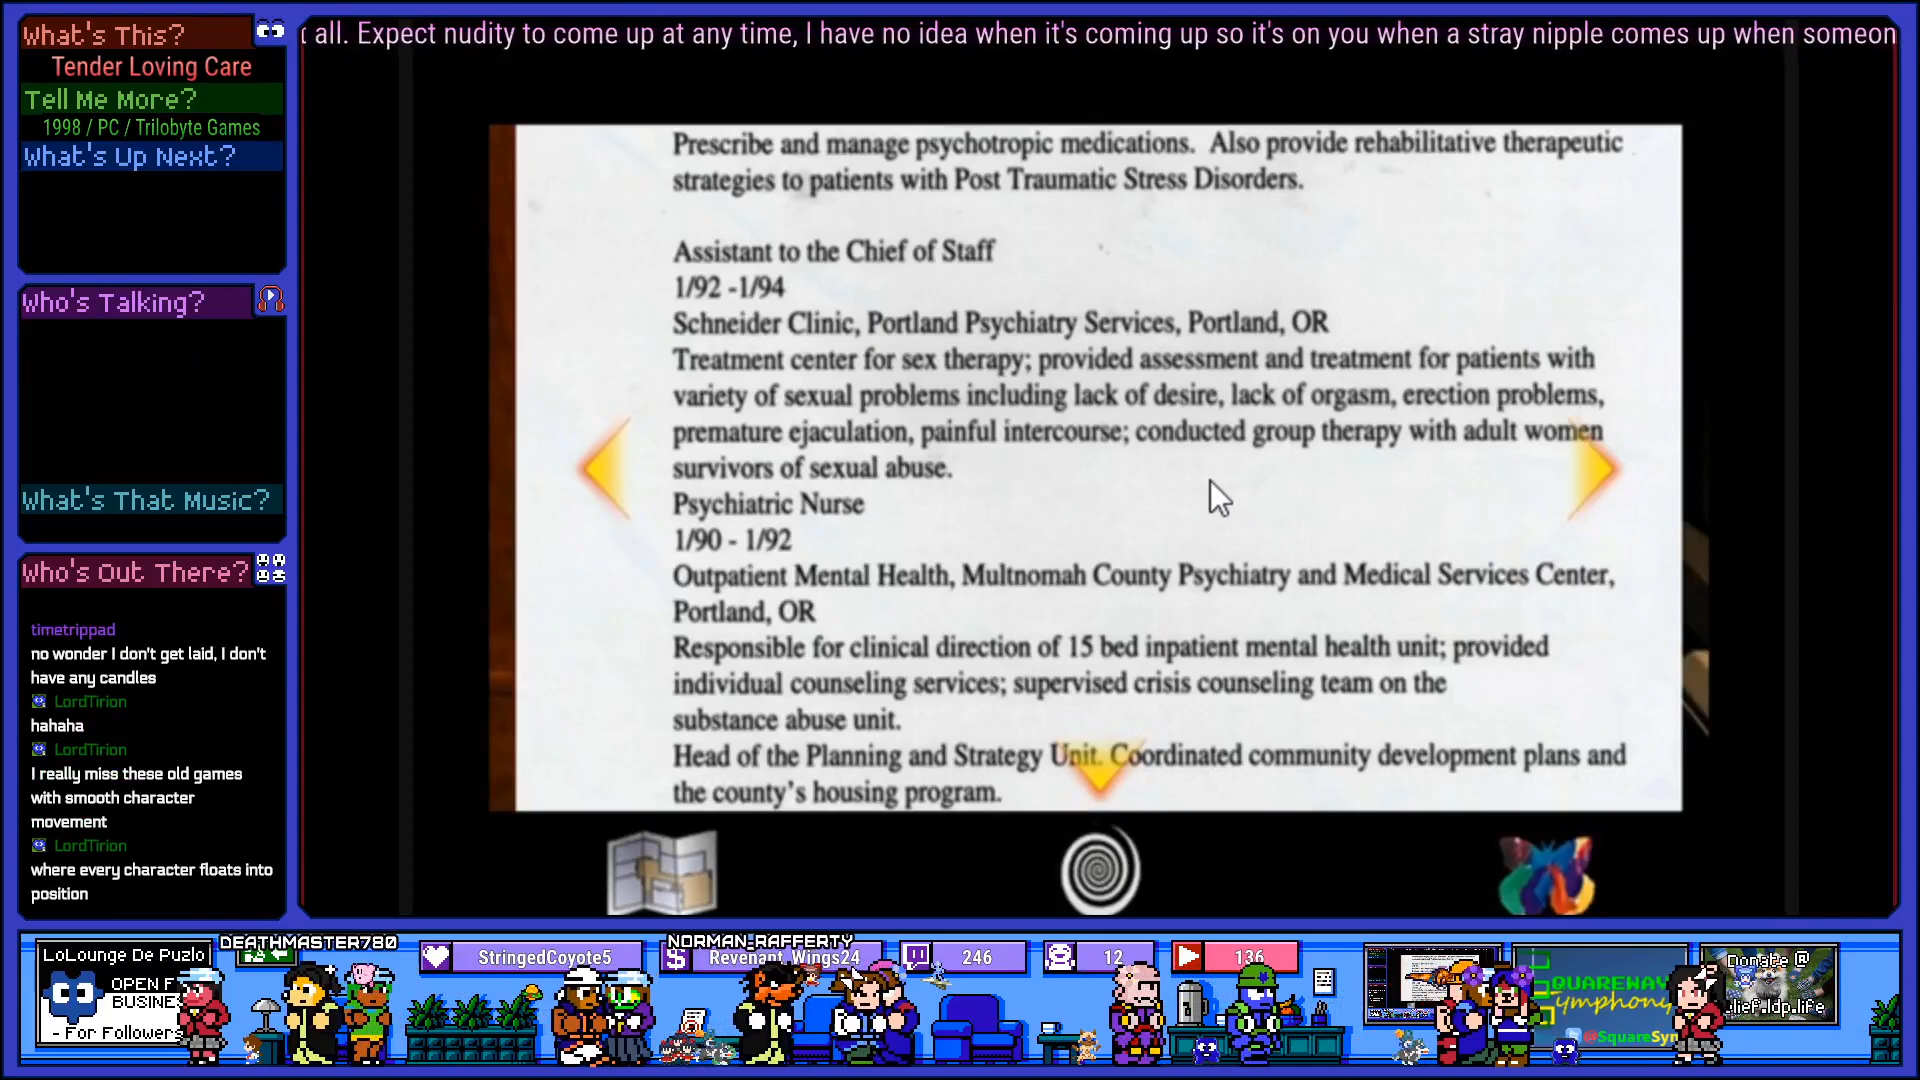 What's This?
Tender Loving Care
Tell Me More?
1998 / PC / Trilobyte Games
What's Up Next?
Who's Talking?
What's That Music?
Who's Out There?
timetrippad
no wonder I don't get laid, I don't
have any candles
LordTirion
hahaha
LordTirion
I really miss these old games
with smooth character
movement
LordTirion
where every character floats into
position
all. Expect nudity to come up at any time, I have no idea when it's coming up so it's on you when a stray nipple comes up when someon
Prescribe and manage psychotropic medications. Also provide rehabilitative therapeutic
strategies to patients with Post Traumatic Stress Disorders.
Assistant to the Chief of Staff
1/92 -1/94
Schneider Clinic, Portland Psychiatry Services, Portland, OR
Treatment center for sex therapy; provided assessment and treatment for patients with
variety of sexual problems including lack of desire, lack of orgasm, erection problems,
premature ejaculation, painful intercourse; conducted group therapy with adult women
survivors of sexual abuse.
Psychiatric Nurse
1/90 - 1/92
Outpatient Mental Health, Multnomah County Psychiatry and Medical Services Center,
Portland, OR
Responsible for clinical direction of 15 bed inpatient mental health unit; provided
individual counseling services; supervised crisis counseling team on the
substance abuse unit.
Head of the Planning and Strategy Unit. Coordinated community development plans and
the county's housing program.
LoLounge De Puzlo
OPEN F
BUSINE
- For Followers
DEATHMASTER780
StringedCoyote5
NORMAN_RAFFERTY
Revenant_Wings24
246
12
136
QUAREWAV
ymphony
@SquareSyn
Donate @
lief.ldp.life